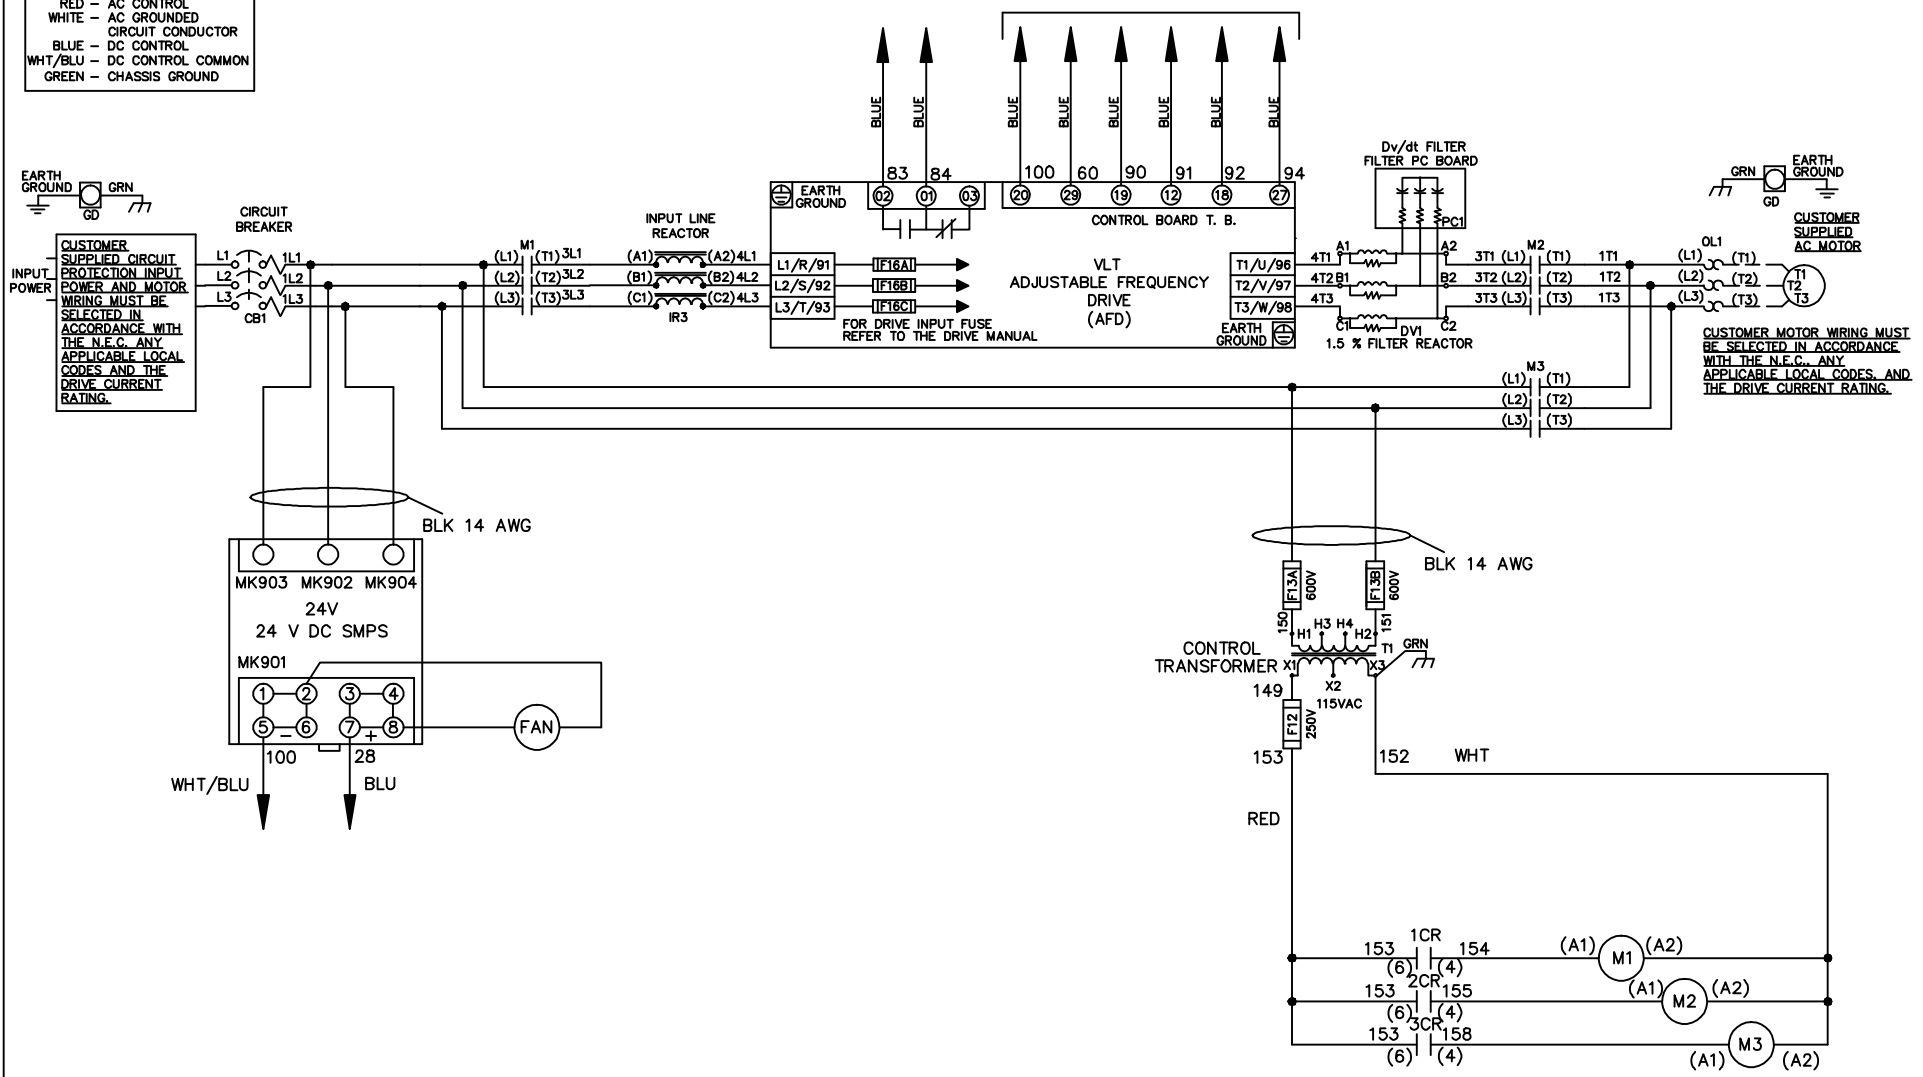 RED – AC CONTROL
WHITE – AC GROUNDED
CIRCUIT CONDUCTOR
BLUE – DC CONTROL
WHT/BLU – DC CONTROL COMMON
GREEN – CHASSIS GROUND
BLUE
BLUE
BLUE
BLUE
BLUE
BLUE
BLUE
BLUE
EARTH
GROUND
GRN
GD
CIRCUIT
BREAKER
INPUT
POWER
CUSTOMER
SUPPLIED CIRCUIT
PROTECTION INPUT
POWER AND MOTOR
WIRING MUST BE
SELECTED IN
ACCORDANCE WITH
THE N.E.C. ANY
APPLICABLE LOCAL
CODES AND THE
DRIVE CURRENT
RATING.
L1 1L1
L2 1L2
L3 1L3
CB1
M1
(L1) (T1) 3L1
(L2) (T2) 3L2
(L3) (T3) 3L3
INPUT LINE
REACTOR
(A1) (A2) 4L1
(B1) (B2) 4L2
(C1) (C2) 4L3
IR3
83 84
EARTH
GROUND
02 01 03
100 60 90 91 92 94
20 29 19 12 18 27
CONTROL BOARD T. B.
L1/R/91 F16A
L2/S/92 F16B
L3/T/93 F16C
FOR DRIVE INPUT FUSE
REFER TO THE DRIVE MANUAL
VLT
ADJUSTABLE FREQUENCY
DRIVE
(AFD)
T1/U/96
T2/V/97
T3/W/98
EARTH
GROUND
Dv/dt FILTER
FILTER PC BOARD
PC1
4T1 A1 A2
4T2 B1 B2
4T3 C1 C2
DV1
1.5 % FILTER REACTOR
M2
3T1 (L1) (T1) 1T1
3T2 (L2) (T2) 1T2
3T3 (L3) (T3) 1T3
GRN
GD
EARTH
GROUND
CUSTOMER
SUPPLIED
AC MOTOR
OL1
(L1) (T1)
(L2) (T2)
(L3) (T3)
T1
T2
T3
CUSTOMER MOTOR WIRING MUST
BE SELECTED IN ACCORDANCE
WITH THE N.E.C.. ANY
APPLICABLE LOCAL CODES. AND
THE DRIVE CURRENT RATING.
M3
(L1) (T1)
(L2) (T2)
(L3) (T3)
BLK 14 AWG
MK903 MK902 MK904
24V
24 V DC SMPS
MK901
1 2 3 4
5 – 6 7 + 8
FAN
100 28
WHT/BLU BLU
BLK 14 AWG
F13A 600V
F13B 600V
150 151
H1 H3 H4 H2
T1
GRN
CONTROL
TRANSFORMER
X1 X3
X2
149
115VAC
F12 250V
153
152 WHT
RED
1CR
153 154 (A1) M1 (A2)
(6) (4)
2CR
153 155 (A1) M2 (A2)
(6) (4)
3CR
153 158 M3
(6) (4) (A1) (A2)